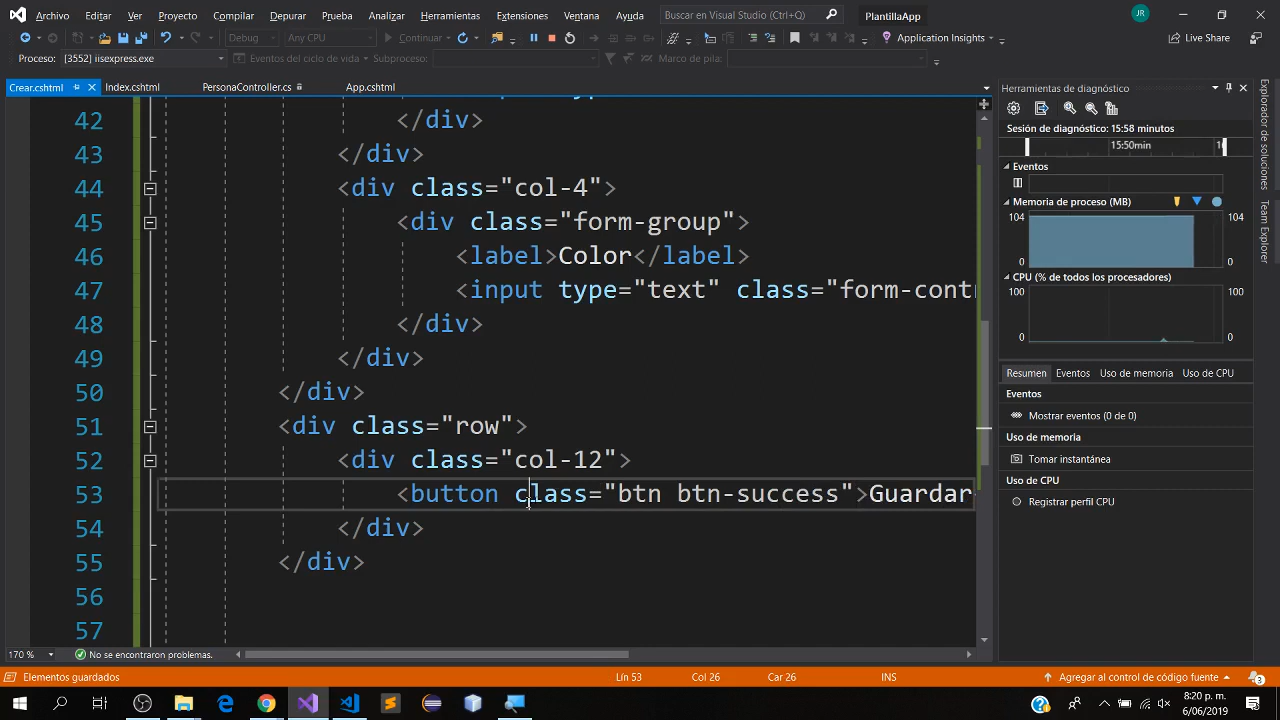 Archivo Editar Ver Proyecto Compilar Depurar Prueba Analizar Herramientas Extensiones Ventana Ayuda Buscar en Visual Studio (Ctrl+Q) PlantillaApp JR
Debug Any CPU Continuar Application Insights Live Share
Proceso: [3552] iisexpress.exe Eventos del ciclo de vida Subproceso: Marco de pila:
Crear.cshtml Index.cshtml PersonaController.cs App.cshtml
42 </div>
43 </div>
44 <div class="col-4">
45 <div class="form-group">
46 <label>Color</label>
47 <input type="text" class="form-contr
48 </div>
49 </div>
50 </div>
51 <div class="row">
52 <div class="col-12">
53 <button class="btn btn-success">Guardar
54 </div>
55 </div>
56
57
170 % No se encontraron problemas.
Herramientas de diagnóstico
Sesión de diagnóstico: 15:58 minutos
15:50min
Eventos
Memoria de proceso (MB)
104 104
0 0
CPU (% de todos los procesadores)
100 100
0 0
Resumen Eventos Uso de memoria Uso de CPU
Eventos
Mostrar eventos (0 de 0)
Uso de memoria
Tomar instantánea
Uso de CPU
Registrar perfil CPU
Explorador de soluciones
Team Explorer
Elementos guardados Lín 53 Col 26 Car 26 INS Agregar al control de código fuente 3
8:20 p. m.
6/06/2019